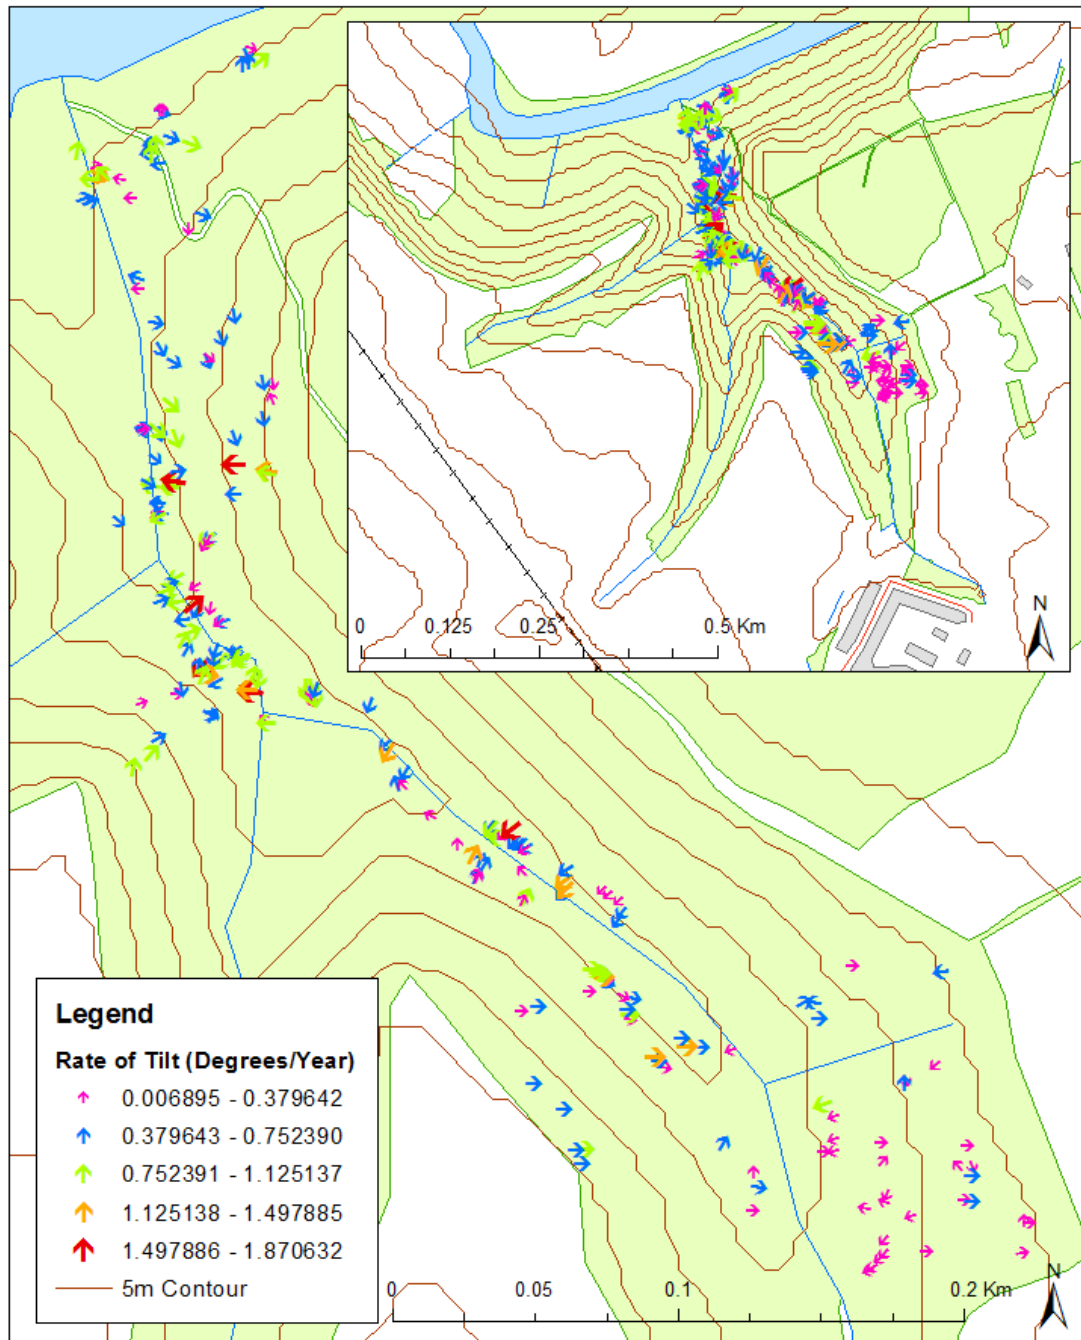 N
0 0.125 0.25 0.5 Km
Legend
Rate of Tilt (Degrees/Year)
0.006895 - 0.379642
0.379643 - 0.752390
0.752391 - 1.125137
1.125138 - 1.497885
1.497886 - 1.870632
5m Contour
0 0.05 0.1 0.2 Km
N